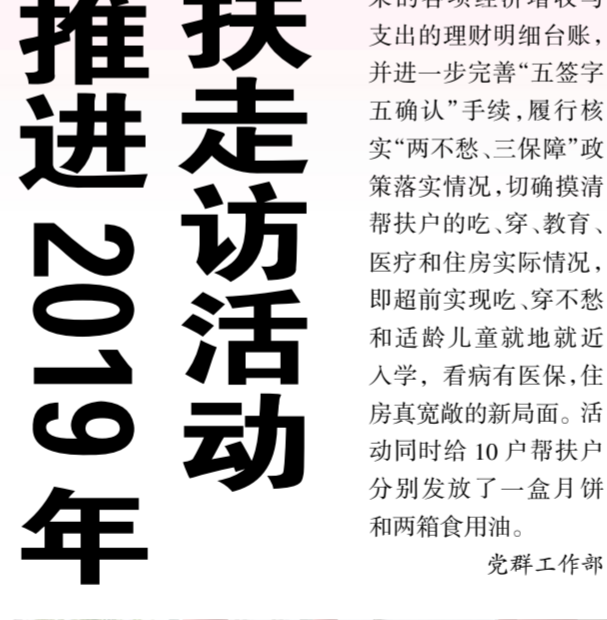 推进 2019 年
扶走访活动
支出的理财明细台账，
并进一步完善“五签字
五确认”手续，履行核
实“两不愁、三保障”政
策落实情况，切确摸清
帮扶户的吃、穿、教育、
医疗和住房实际情况，
即超前实现吃、穿不愁
和适龄儿童就地就近
入学，看病有医保，住
房真宽敞的新局面。活
动同时给 10 户帮扶户
分别发放了一盒月饼
和两箱食用油。
党群工作部